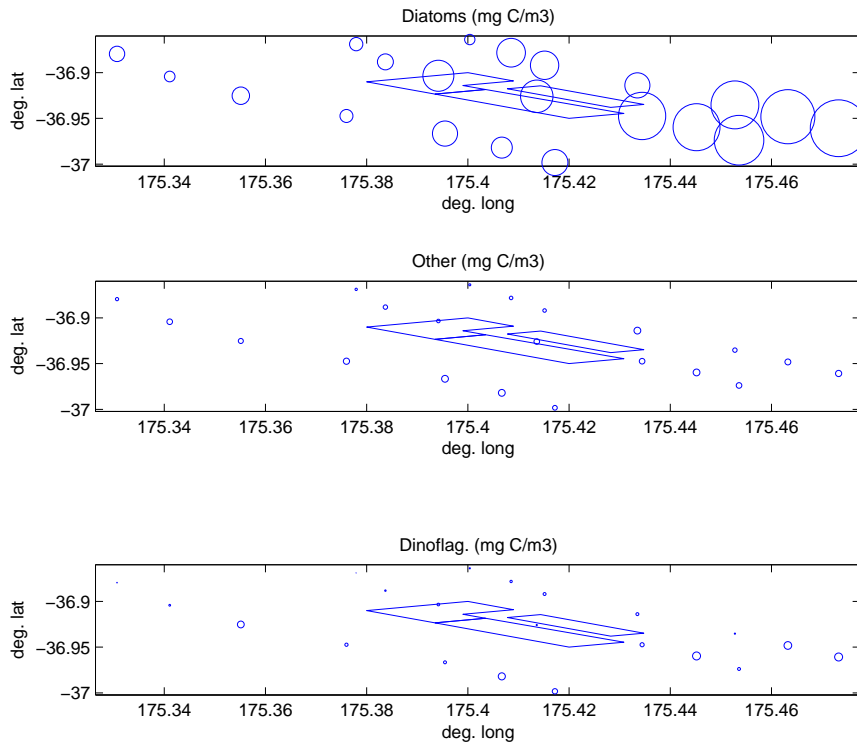 Diatoms (mg C/m3)
deg. lat
−36.9
−36.95
−37
175.34 175.36 175.38 175.4 175.42 175.44 175.46
deg. long
Other (mg C/m3)
deg. lat
−36.9
−36.95
−37
175.34 175.36 175.38 175.4 175.42 175.44 175.46
deg. long
Dinoflag. (mg C/m3)
deg. lat
−36.9
−36.95
−37
175.34 175.36 175.38 175.4 175.42 175.44 175.46
deg. long